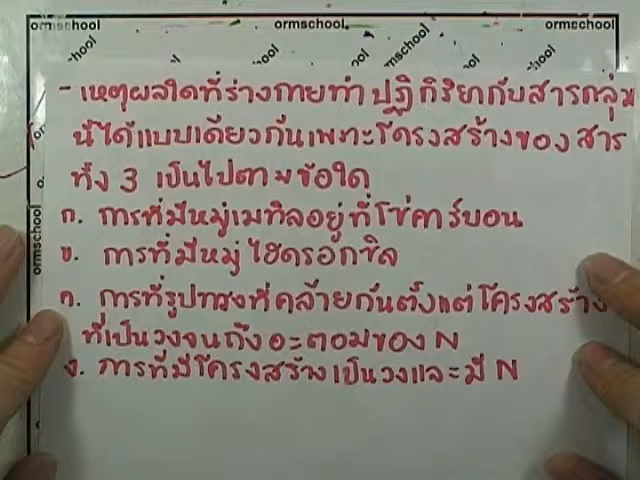 ormschool ormschool ormschool
- เหตุผลใดที่ร่างกายทำปฏิกิริยากับสารกลุ่ม
นี้ได้แบบเดียวกันเพราะโครงสร้างของสาร
ทั้ง 3 เป็นไปตามข้อใด
ก. การที่มีหมู่เมทิลอยู่ที่โซ่คาร์บอน
ข. การที่มีหมู่ไฮดรอกซิล
ค. การที่รูปทรงที่คล้ายกันตั้งแต่โครงสร้าง
ที่เป็นวงจนถึงอะตอมของ N
ง. การที่มีโครงสร้างเป็นวงและมี N
ormschool